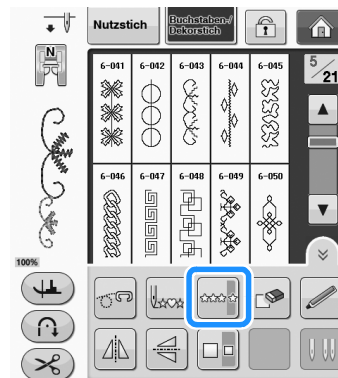 Nutzstich
Buchstaben-/
Dekorstich
N
5/21
6-041 6-042 6-043 6-044 6-045
6-046 6-047 6-048 6-049 6-050
100%